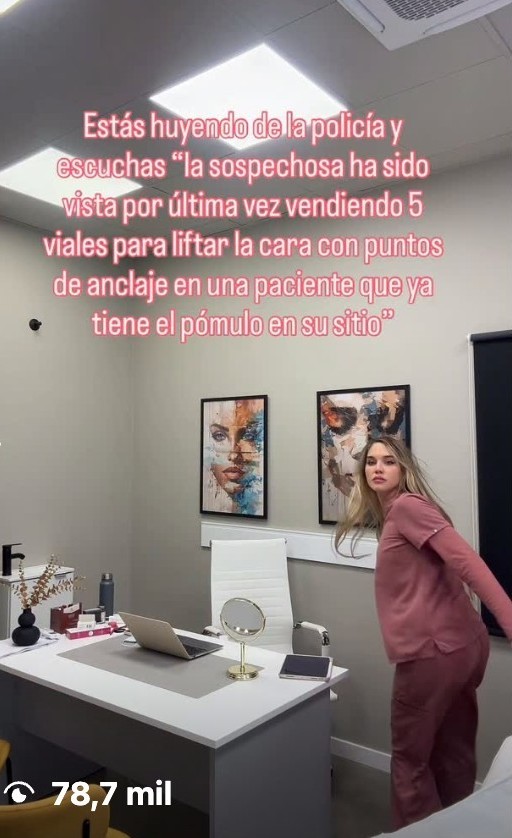 Estás huyendo de la policía y
escuchas “la sospechosa ha sido
vista por última vez vendiendo 5
viales para liftar la cara con puntos
de anclaje en una paciente que ya
tiene el pómulo en su sitio”
78,7 mil